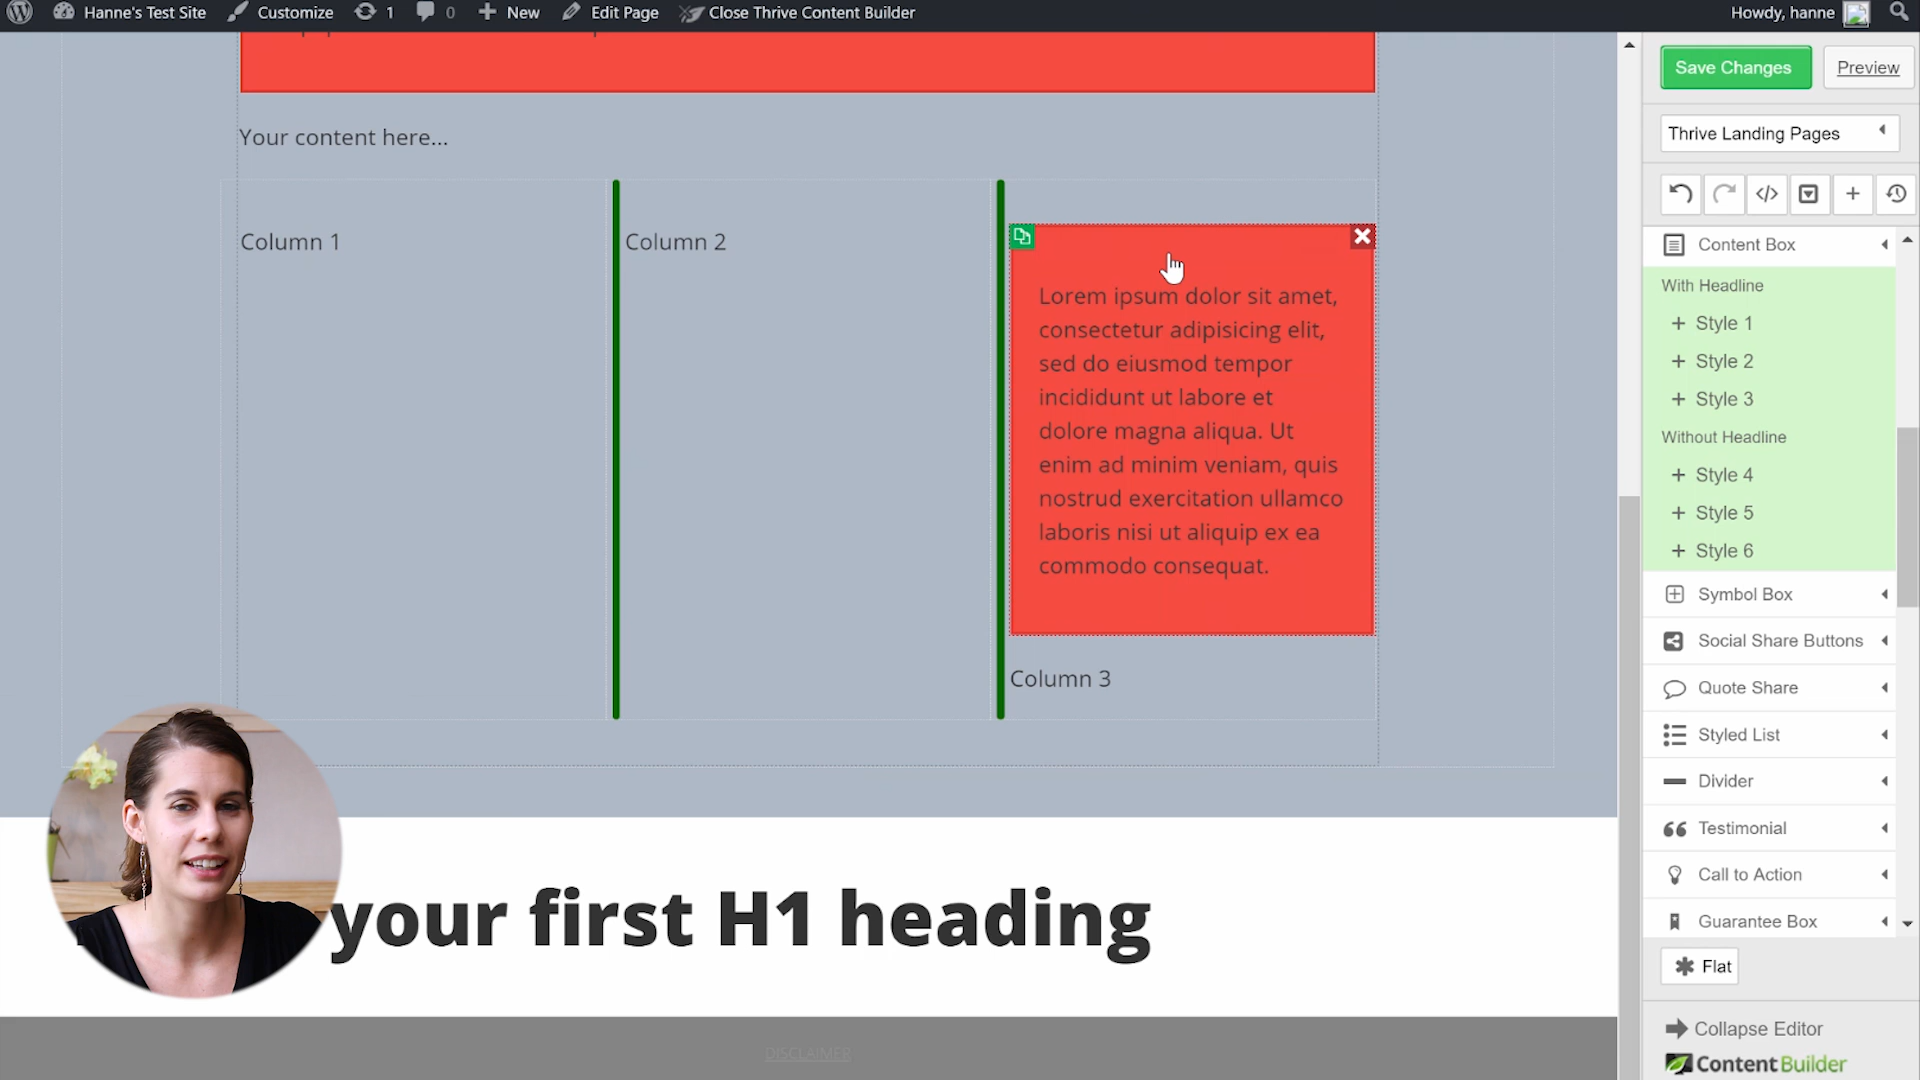 Hanne's Test Site
Customize
1
0
New
Edit Page
Close Thrive Content Builder
Howdy, hanne
Save Changes
Preview
Your content here...
Thrive Landing Pages
Column 1
Column 2
Lorem ipsum dolor sit amet,
consectetur adipisicing elit,
sed do eiusmod tempor
incididunt ut labore et
dolore magna aliqua. Ut
enim ad minim veniam, quis
nostrud exercitation ullamco
laboris nisi ut aliquip ex ea
commodo consequat.
Column 3
Content Box
With Headline
+ Style 1
+ Style 2
+ Style 3
Without Headline
+ Style 4
+ Style 5
+ Style 6
Symbol Box
Social Share Buttons
Quote Share
Styled List
Divider
Testimonial
Call to Action
Guarantee Box
your first H1 heading
Flat
Collapse Editor
Content Builder
DISCLAIMER